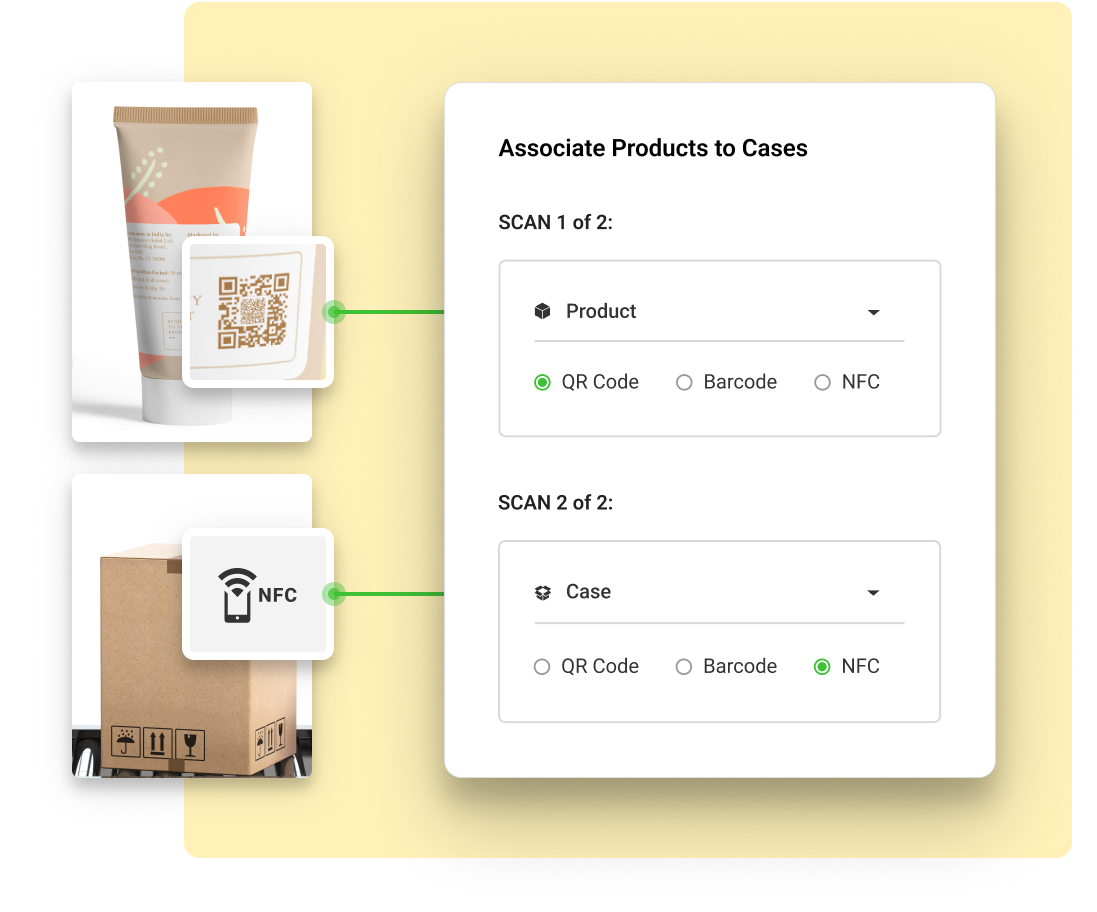 Associate Products to Cases
SCAN 1 of 2:
Product
QR Code
Barcode
NFC
SCAN 2 of 2:
Case
QR Code
Barcode
NFC
NFC